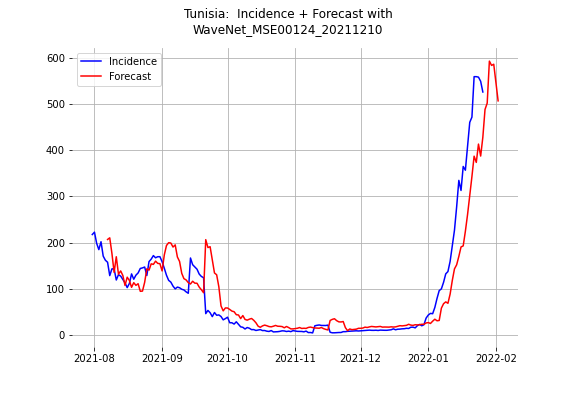 Tunisia:  Incidence + Forecast with
WaveNet_MSE00124_20211210
Incidence
Forecast
600
500
400
300
200
100
0
2021-08 2021-09 2021-10 2021-11 2021-12 2022-01 2022-02